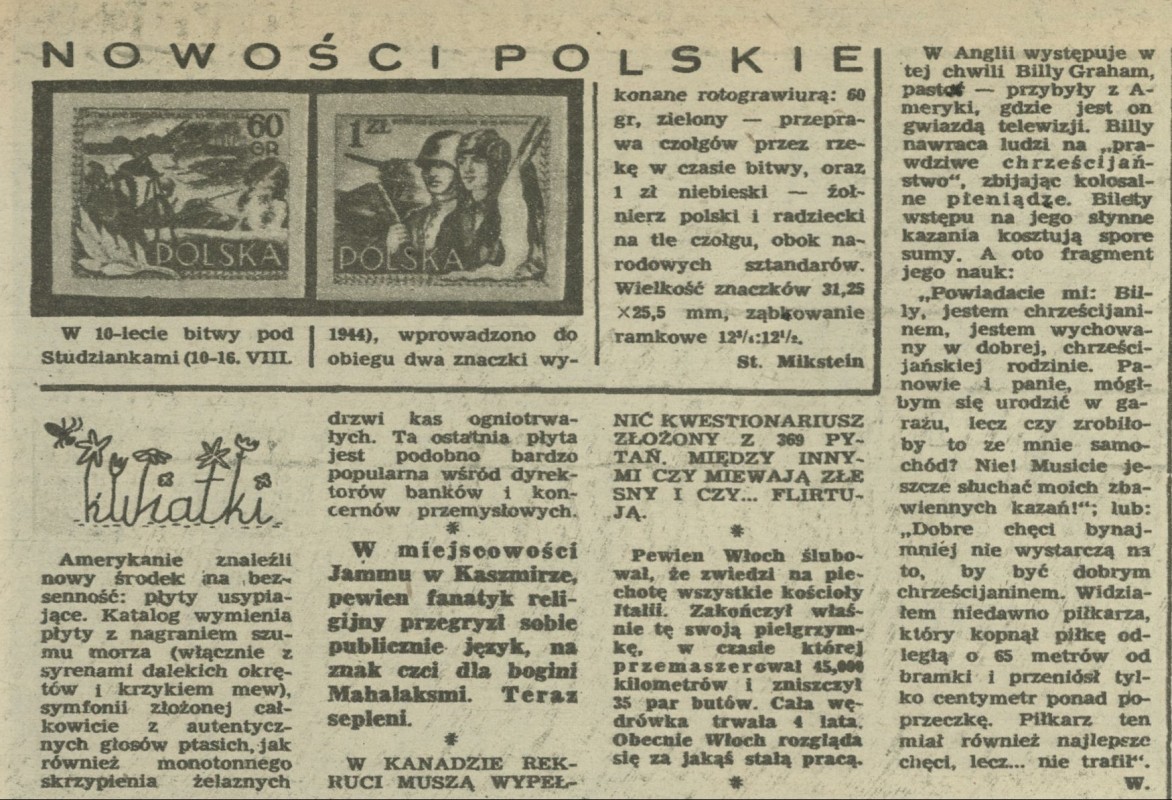 NOWOŚCI POLSKIE
60
GR
POLSKA
1 ZŁ
POLSKA
W 10-lecie bitwy pod
Studziankami (10-16. VIII.
1944), wprowadzono do
obiegu dwa znaczki wy-
konane rotograwiurą: 60
gr, zielony — przepra-
wa czołgów przez rze-
kę w czasie bitwy, oraz
1 zł niebieski — żoł-
nierz polski i radziecki
na tle czołgu, obok na-
rodowych sztandarów.
Wielkość znaczków 31,25
×25,5 mm, ząbkowanie
ramkowe 12¾:12½.
St. Mikstein
kwiatki
Amerykanie znaleźli
nowy środek na bez-
senność: płyty usypia-
jące. Katalog wymienia
płyty z nagraniem szu-
mu morza (włącznie z
syrenami dalekich okrę-
tów i krzykiem mew),
symfonii złożonej cał-
kowicie z autentycz-
nych głosów ptasich, jak
również monotonnego
skrzypienia żelaznych
drzwi kas ogniotrwa-
łych. Ta ostatnia płyta
jest podobno bardzo
popularna wśród dyrek-
torów banków i kon-
cernów przemysłowych.
*
W miejscowości
Jammu w Kaszmirze,
pewien fanatyk reli-
gijny przegryzł sobie
publicznie język, na
znak czci dla bogini
Mahalaksmi. Teraz
sepleni.
*
W KANADZIE REK-
RUCI MUSZĄ WYPEŁ-
NIĆ KWESTIONARIUSZ
ZŁOŻONY Z 369 PY-
TAŃ. MIĘDZY INNY-
MI CZY MIEWAJĄ ZŁE
SNY I CZY... FLIRTU-
JĄ.
*
Pewien Włoch ślubo-
wał, że zwiedzi na pie-
chotę wszystkie kościoły
Italii. Zakończył właś-
nie tę swoją pielgrzym-
kę, w czasie której
przemaszerował 45,000
kilometrów i zniszczył
35 par butów. Cała wę-
drówka trwała 4 lata.
Obecnie Włoch rozgląda
się za jakąś stałą pracą.
*
W Anglii występuje w
tej chwili Billy Graham,
pastor — przybyły z A-
meryki, gdzie jest on
gwiazdą telewizji. Billy
nawraca ludzi na „pra-
wdziwe chrześcijań-
stwo“, zbijając kolosal-
ne pieniądze. Bilety
wstępu na jego słynne
kazania kosztują spore
sumy. A oto fragment
jego nauk:
„Powiadacie mi: Bil-
ly, jestem chrześcijani-
nem, jestem wychowa-
ny w dobrej, chrześci-
jańskiej rodzinie. Pa-
nowie i panie, mógł-
bym się urodzić w ga-
rażu, lecz czy zrobiło-
by to ze mnie samo-
chód? Nie! Musicie je-
szcze słuchać moich zba-
wiennych kazań!“; lub:
„Dobre chęci bynaj-
mniej nie wystarczą na
to, by być dobrym
chrześcijaninem. Widzia-
łem niedawno piłkarza,
który kopnął piłkę od-
ległą o 65 metrów od
bramki i przeniósł tyl-
ko centymetr ponad po-
przeczkę. Piłkarz ten
miał również najlepsze
chęci, lecz... nie trafił“.
W.